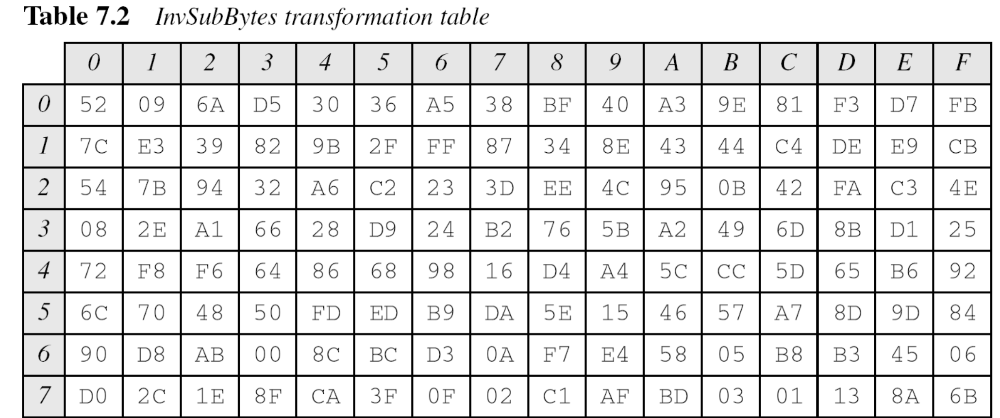 Table 7.2 InvSubBytes transformation table
0 1 2 3 4 5 6 7 8 9 A B C D E F
0 52 09 6A D5 30 36 A5 38 BF 40 A3 9E 81 F3 D7 FB
1 7C E3 39 82 9B 2F FF 87 34 8E 43 44 C4 DE E9 CB
2 54 7B 94 32 A6 C2 23 3D EE 4C 95 0B 42 FA C3 4E
3 08 2E A1 66 28 D9 24 B2 76 5B A2 49 6D 8B D1 25
4 72 F8 F6 64 86 68 98 16 D4 A4 5C CC 5D 65 B6 92
5 6C 70 48 50 FD ED B9 DA 5E 15 46 57 A7 8D 9D 84
6 90 D8 AB 00 8C BC D3 0A F7 E4 58 05 B8 B3 45 06
7 D0 2C 1E 8F CA 3F 0F 02 C1 AF BD 03 01 13 8A 6B